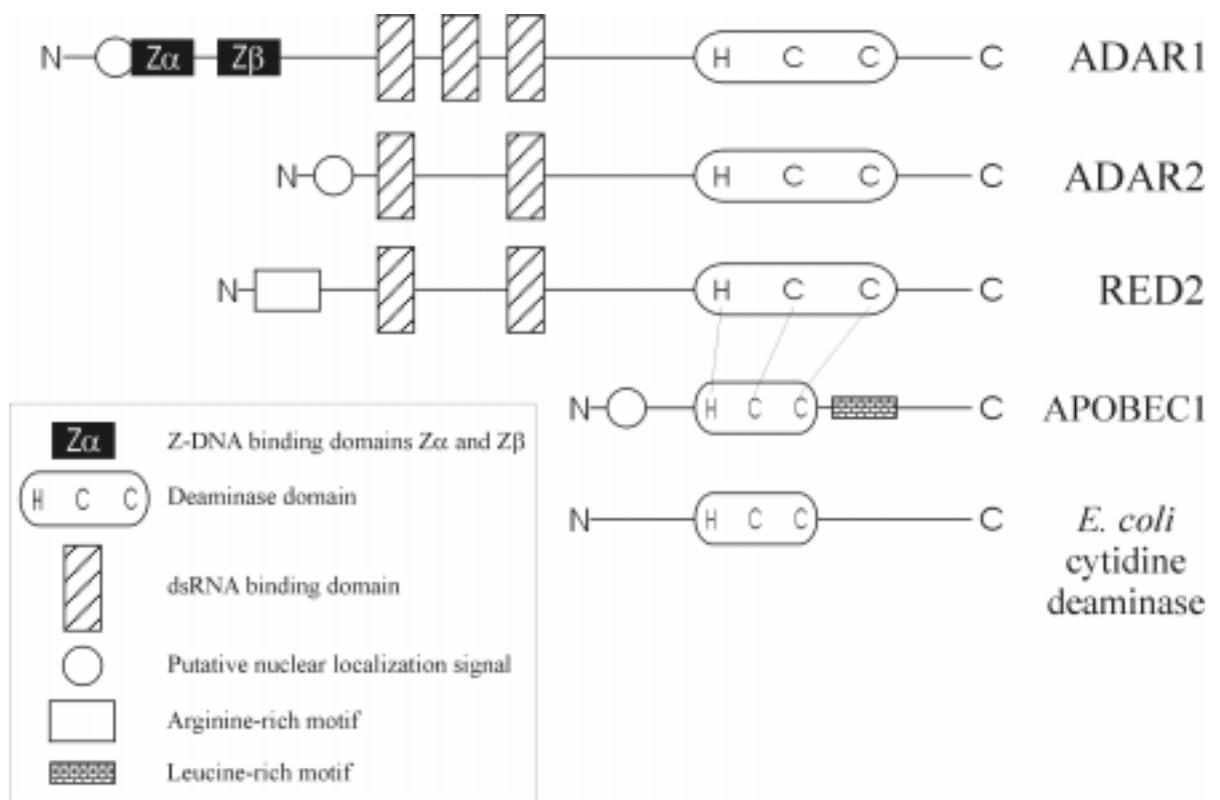 N Zα Zβ H C C C ADAR1
N H C C C ADAR2
N H C C C RED2
N H C C C APOBEC1
N H C C C E. coli
cytidine
deaminase
Zα Z-DNA binding domains Zα and Zβ
H C C Deaminase domain
dsRNA binding domain
Putative nuclear localization signal
Arginine-rich motif
Leucine-rich motif